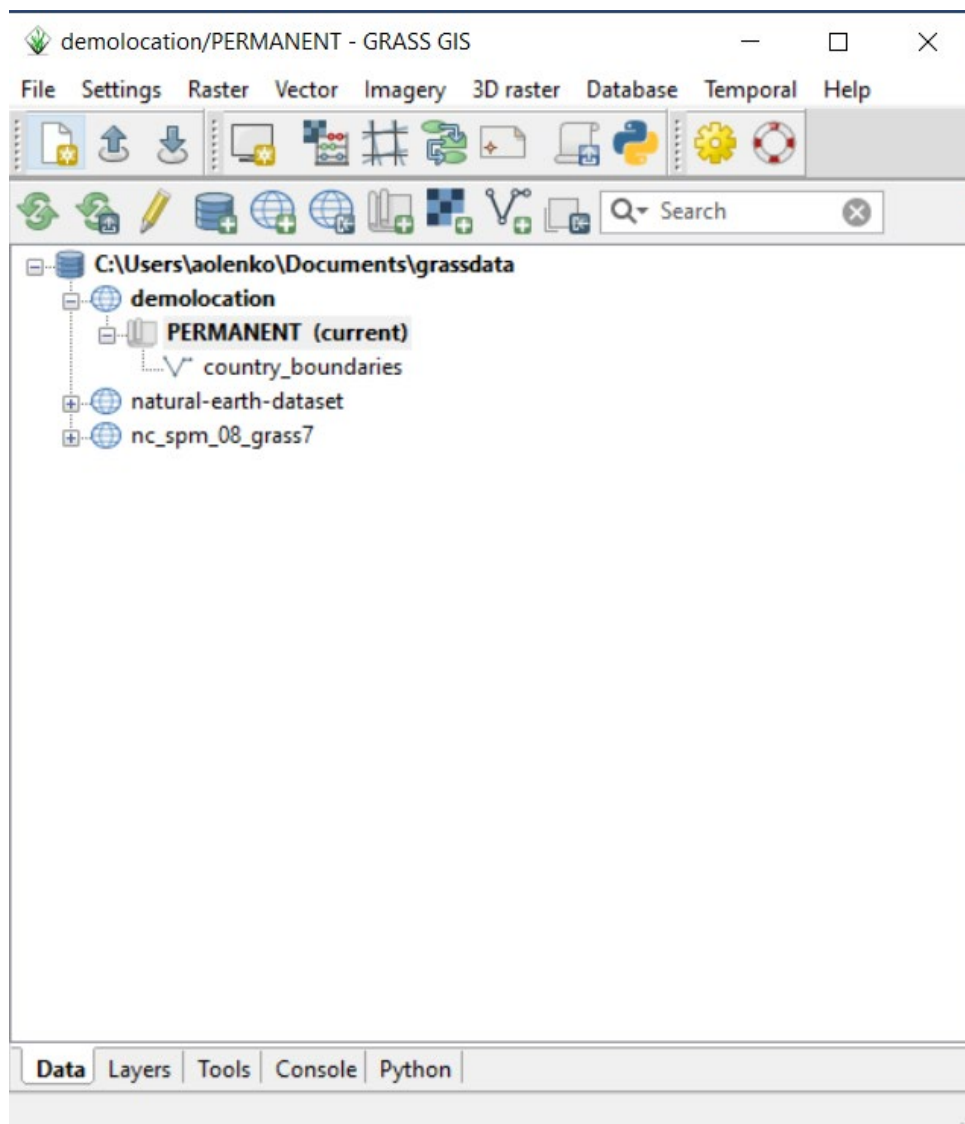 demolocation/PERMANENT - GRASS GIS
File Settings Raster Vector Imagery 3D raster Database Temporal Help
Search
C:\Users\aolenko\Documents\grassdata
demolocation
PERMANENT (current)
country_boundaries
natural-earth-dataset
nc_spm_08_grass7
Data Layers Tools Console Python